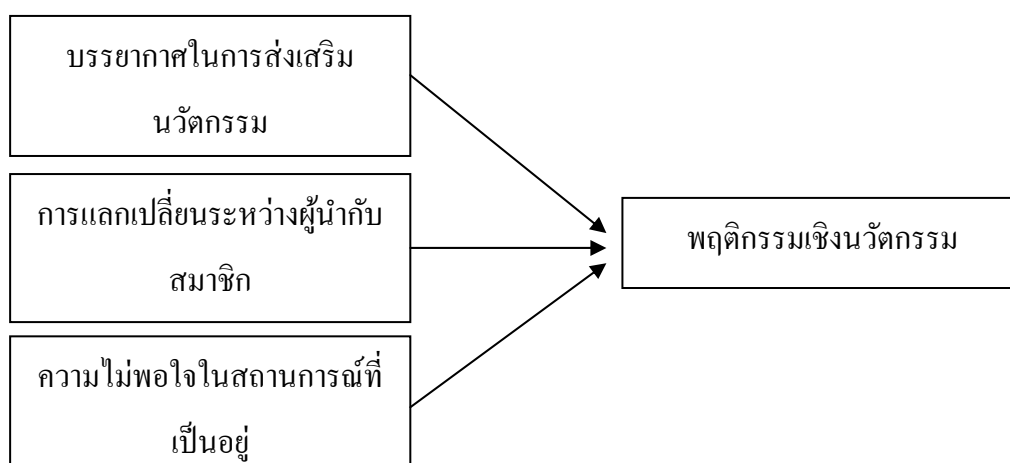 บรรยากาศในการส่งเสริม
นวัตกรรม
การแลกเปลี่ยนระหว่างผู้นำกับ
สมาชิก
ความไม่พอใจในสถานการณ์ที่
เป็นอยู่
พฤติกรรมเชิงนวัตกรรม